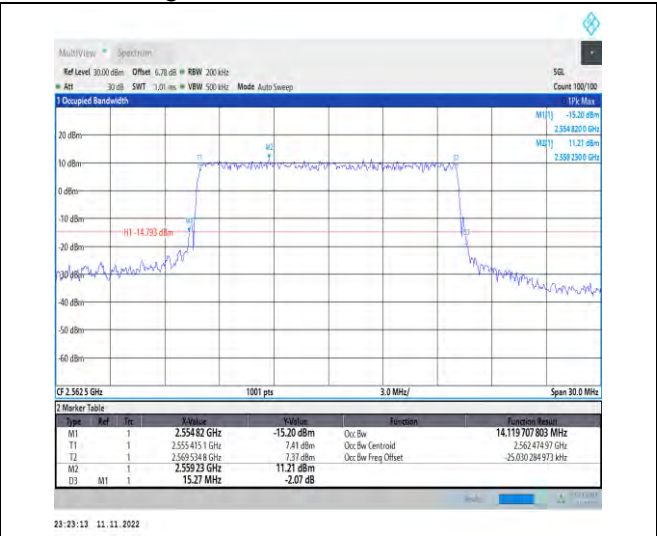 MultiView Spectrum
Ref Level 30.00 dBm Offset 6.78 dB RBW 200 kHz SGL
Att 30 dB SWT 1.01 ms VBW 500 kHz Mode Auto Sweep Count 100/100
1 Occupied Bandwidth 1Pk Max
M1[1] -15.20 dBm
2.554 8200 GHz
20 dBm M2[1] 11.21 dBm
2.559 2300 GHz
M2
T1 T2
10 dBm
0 dBm
-10 dBm
M1
H1 -14.793 dBm D3
-20 dBm
-30 dBm
-40 dBm
-50 dBm
-60 dBm
CF 2.562 5 GHz 1001 pts 3.0 MHz/ Span 30.0 MHz
2 Marker Table
Type Ref Trc X-Value Y-Value Function Function Result
M1 1 2.554 82 GHz -15.20 dBm Occ Bw 14.119 707 803 MHz
T1 1 2.555 415 1 GHz 7.41 dBm Occ Bw Centroid 2.562 474 97 GHz
T2 1 2.569 534 8 GHz 7.37 dBm Occ Bw Freq Offset -25.030 284 973 kHz
M2 1 2.559 23 GHz 11.21 dBm
D3 M1 1 15.27 MHz -2.07 dB
23:23:13 11.11.2022